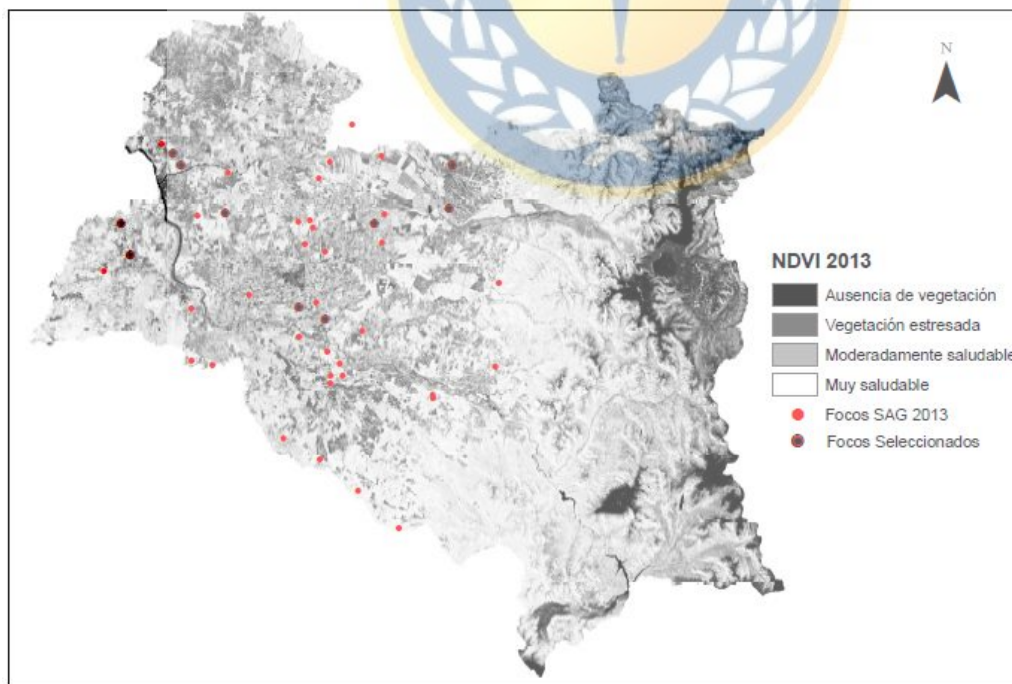 N
NDVI 2013
Ausencia de vegetación
Vegetación estresada
Moderadamente saludable
Muy saludable
Focos SAG 2013
Focos Seleccionados